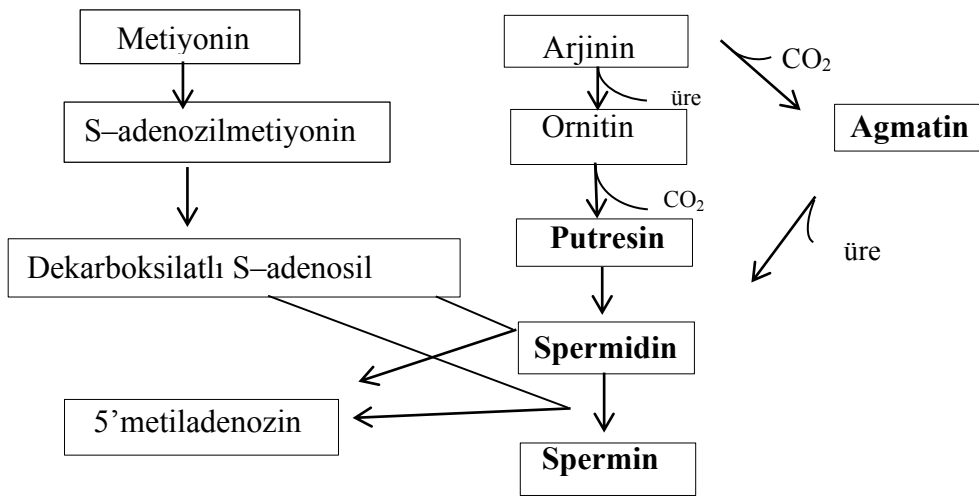 Metiyonin
S–adenozilmetiyonin
Dekarboksilatlı S–adenosil
5’metiladenozin
Arjinin
üre
Ornitin
CO₂
Putresin
Spermidin
Spermin
CO₂
Agmatin
üre